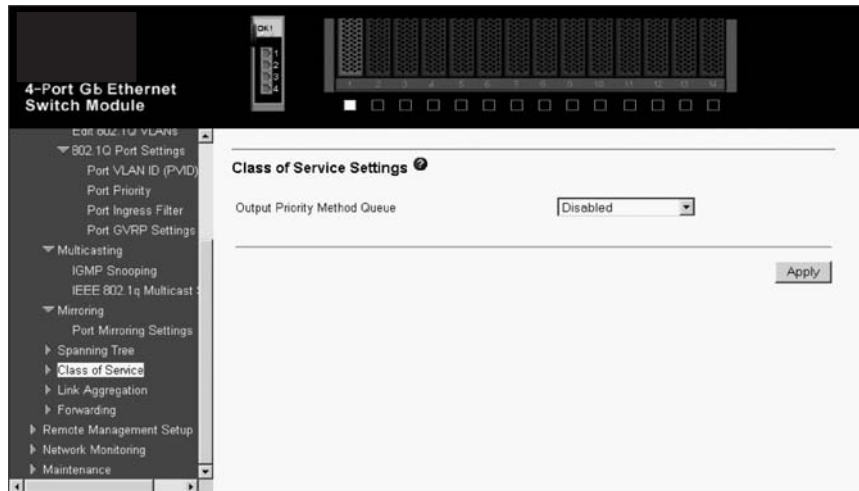 OK!
1
2
3
4
1 2 3 4 5 6 7 8 9 10 11 12 13 14
4-Port Gb Ethernet
Switch Module
Edit 802.1Q VLANs
802.1Q Port Settings
Port VLAN ID (PVID)
Port Priority
Port Ingress Filter
Port GVRP Settings
Multicasting
IGMP Snooping
IEEE 802.1q Multicast
Mirroring
Port Mirroring Settings
Spanning Tree
Class of Service
Link Aggregation
Forwarding
Remote Management Setup
Network Monitoring
Maintenance
Class of Service Settings ?
Output Priority Method Queue Disabled
Apply